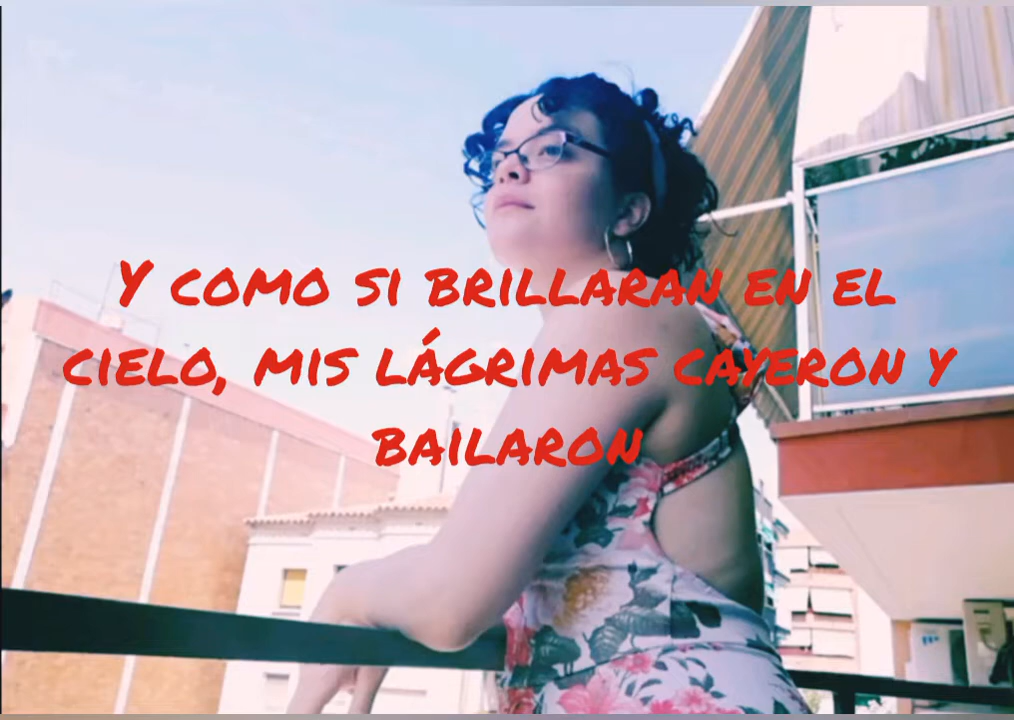 Y como si brillaran en el
cielo, mis lágrimas cayeron y
bailaron